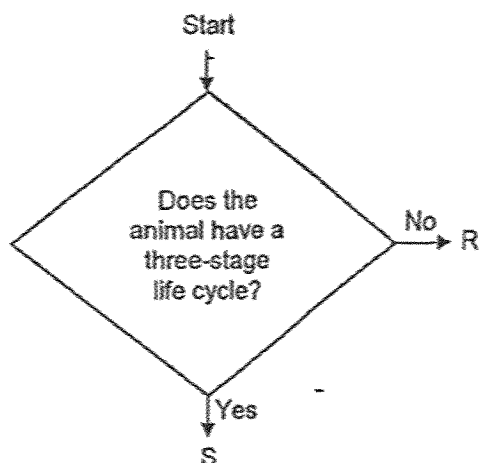 Start
Does the
animal have a
three-stage
life cycle?
No
R
Yes
S